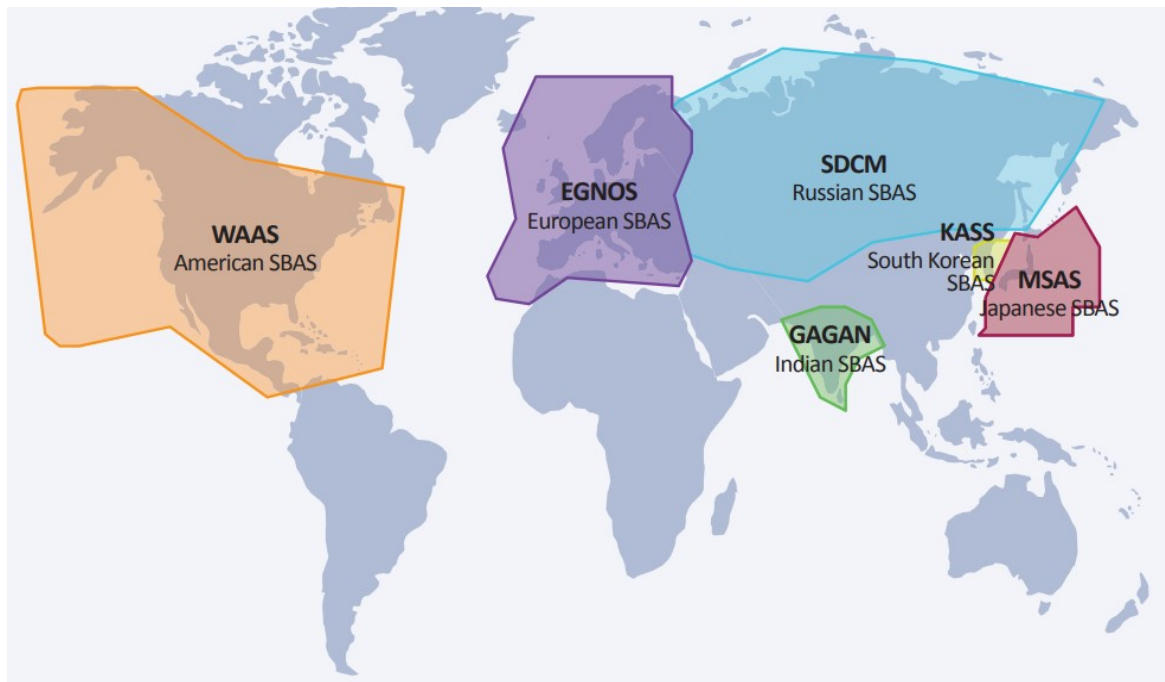 WAAS
American SBAS
EGNOS
European SBAS
SDCM
Russian SBAS
KASS
South Korean
SBAS
MSAS
Japanese SBAS
GAGAN
Indian SBAS